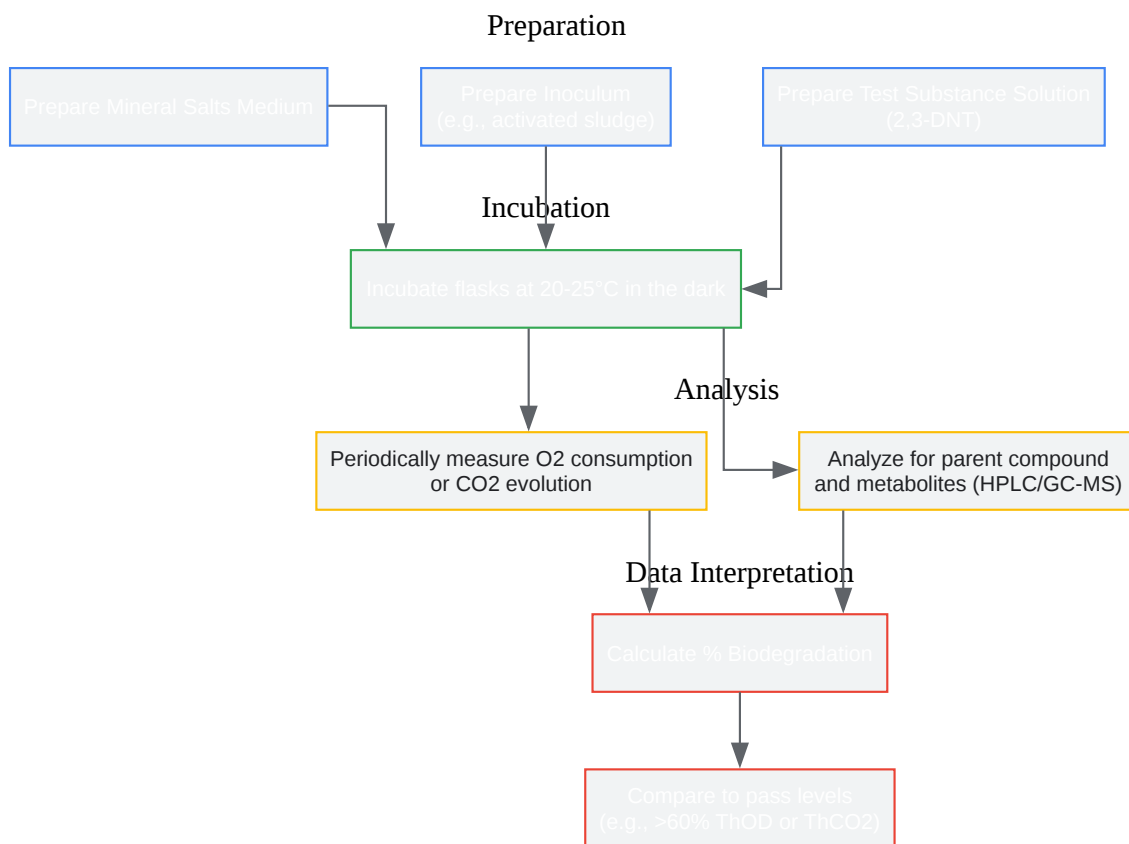 Preparation
Prepare Mineral Salts Medium
Prepare Inoculum
(e.g., activated sludge)
Prepare Test Substance Solution
(2,3-DNT)
Incubation
Incubate flasks at 20-25°C in the dark
Analysis
Periodically measure O2 consumption
or CO2 evolution
Analyze for parent compound
and metabolites (HPLC/GC-MS)
Data Interpretation
Calculate % Biodegradation
Compare to pass levels
(e.g., >60% ThOD or ThCO2)